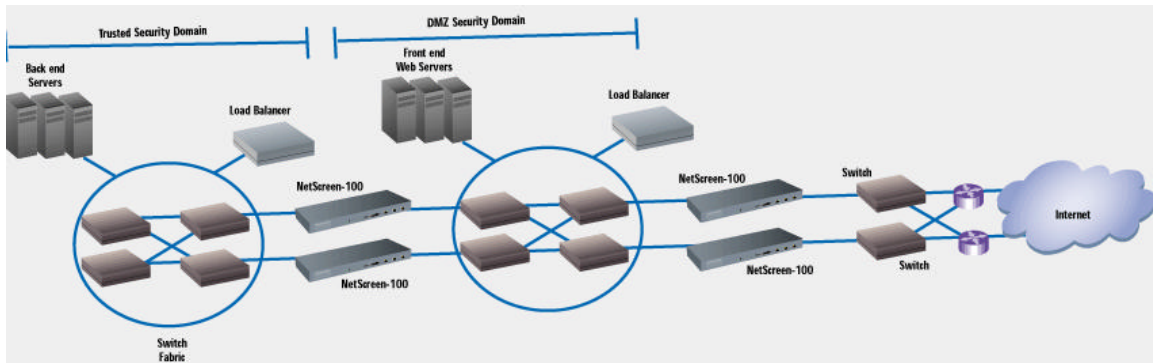 Trusted Security Domain
DMZ Security Domain
Back end
Servers
Load Balancer
Front end
Web Servers
Load Balancer
NetScreen-100
NetScreen-100
Switch
Internet
NetScreen-100
NetScreen-100
Switch
Switch
Fabric